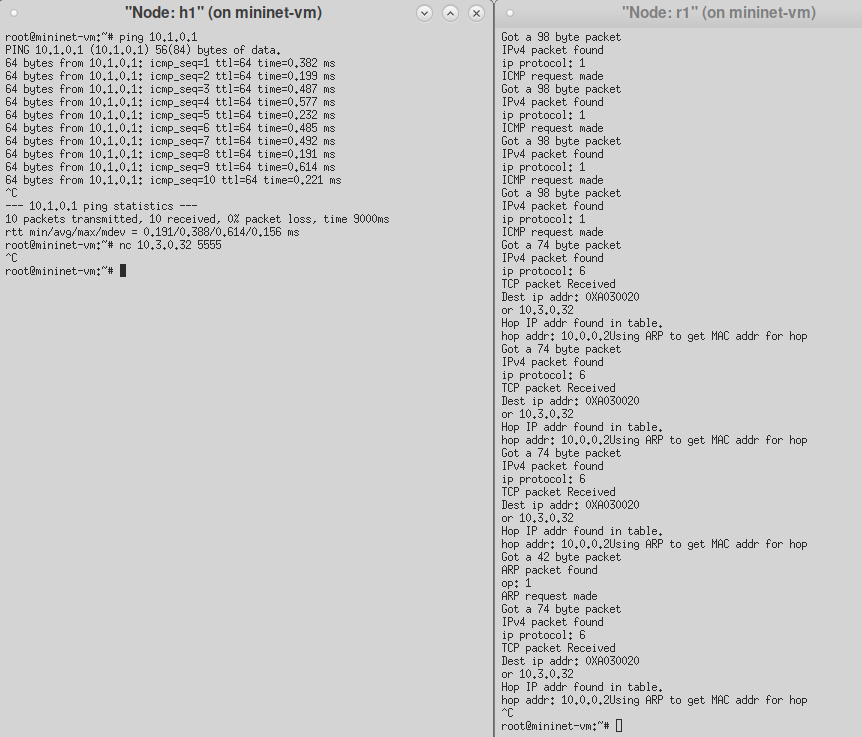 "Node: h1" (on mininet-vm)
root@mininet-vm:~# ping 10.1.0.1
PING 10.1.0.1 (10.1.0.1) 56(84) bytes of data.
64 bytes from 10.1.0.1: icmp_seq=1 ttl=64 time=0.382 ms
64 bytes from 10.1.0.1: icmp_seq=2 ttl=64 time=0.199 ms
64 bytes from 10.1.0.1: icmp_seq=3 ttl=64 time=0.487 ms
64 bytes from 10.1.0.1: icmp_seq=4 ttl=64 time=0.577 ms
64 bytes from 10.1.0.1: icmp_seq=5 ttl=64 time=0.232 ms
64 bytes from 10.1.0.1: icmp_seq=6 ttl=64 time=0.485 ms
64 bytes from 10.1.0.1: icmp_seq=7 ttl=64 time=0.492 ms
64 bytes from 10.1.0.1: icmp_seq=8 ttl=64 time=0.191 ms
64 bytes from 10.1.0.1: icmp_seq=9 ttl=64 time=0.614 ms
64 bytes from 10.1.0.1: icmp_seq=10 ttl=64 time=0.221 ms
^C
--- 10.1.0.1 ping statistics ---
10 packets transmitted, 10 received, 0% packet loss, time 9000ms
rtt min/avg/max/mdev = 0.191/0.388/0.614/0.156 ms
root@mininet-vm:~# nc 10.3.0.32 5555
^C
root@mininet-vm:~#
"Node: r1" (on mininet-vm)
Got a 98 byte packet
IPv4 packet found
ip protocol: 1
ICMP request made
Got a 98 byte packet
IPv4 packet found
ip protocol: 1
ICMP request made
Got a 98 byte packet
IPv4 packet found
ip protocol: 1
ICMP request made
Got a 98 byte packet
IPv4 packet found
ip protocol: 1
ICMP request made
Got a 74 byte packet
IPv4 packet found
ip protocol: 6
TCP packet Received
Dest ip addr: 0XA030020
or 10.3.0.32
Hop IP addr found in table.
hop addr: 10.0.0.2Using ARP to get MAC addr for hop
Got a 74 byte packet
IPv4 packet found
ip protocol: 6
TCP packet Received
Dest ip addr: 0XA030020
or 10.3.0.32
Hop IP addr found in table.
hop addr: 10.0.0.2Using ARP to get MAC addr for hop
Got a 74 byte packet
IPv4 packet found
ip protocol: 6
TCP packet Received
Dest ip addr: 0XA030020
or 10.3.0.32
Hop IP addr found in table.
hop addr: 10.0.0.2Using ARP to get MAC addr for hop
Got a 42 byte packet
ARP packet found
op: 1
ARP request made
Got a 74 byte packet
IPv4 packet found
ip protocol: 6
TCP packet Received
Dest ip addr: 0XA030020
or 10.3.0.32
Hop IP addr found in table.
hop addr: 10.0.0.2Using ARP to get MAC addr for hop
^C
root@mininet-vm:~#